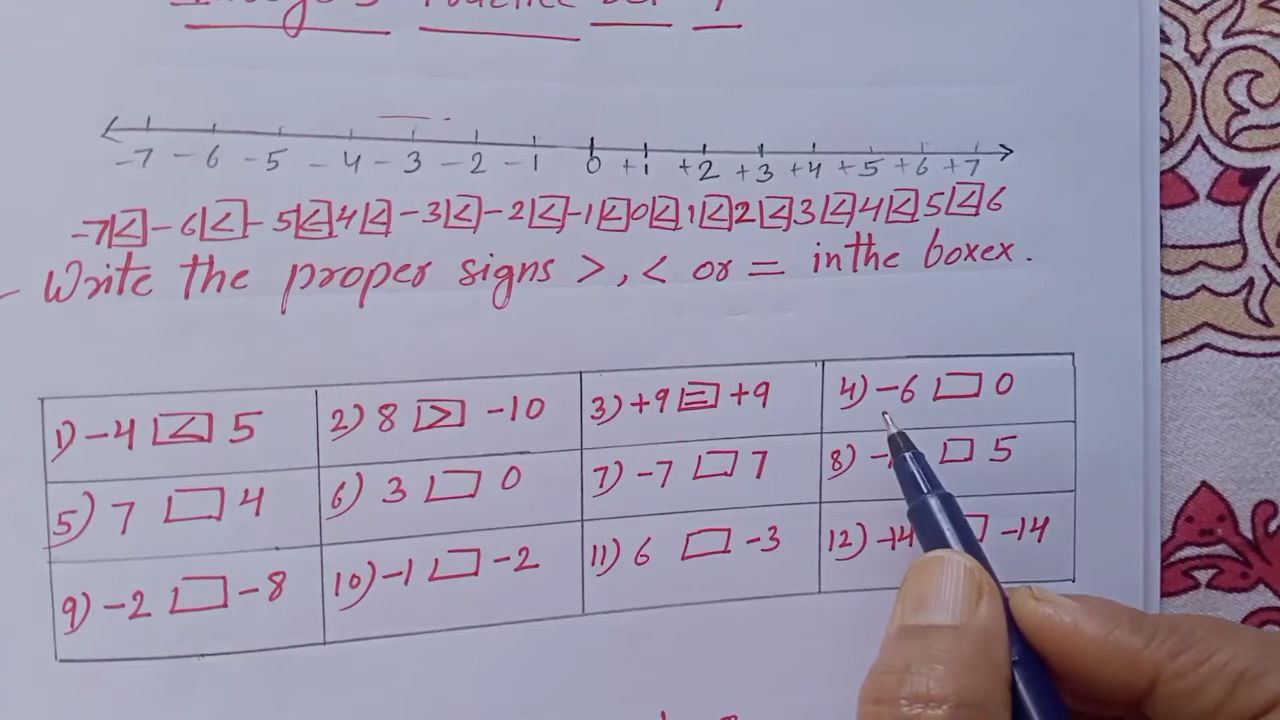 -7 -6 -5 -4 -3 -2 -1 0 +1 +2 +3 +4 +5 +6 +7
-7 < -6 < -5 < 4 < -3 < -2 < -1 < 0 < 1 < 2 < 3 < 4 < 5 < 6
Write the proper signs >, < or = in the boxex.
1) -4 < 5 2) 8 > -10 3) +9 = +9 4) -6 □ 0
5) 7 □ 4 6) 3 □ 0 7) -7 □ 7 8) □ 5
9) -2 □ -8 10) -1 □ -2 11) 6 □ -3 12) -14 □ -14